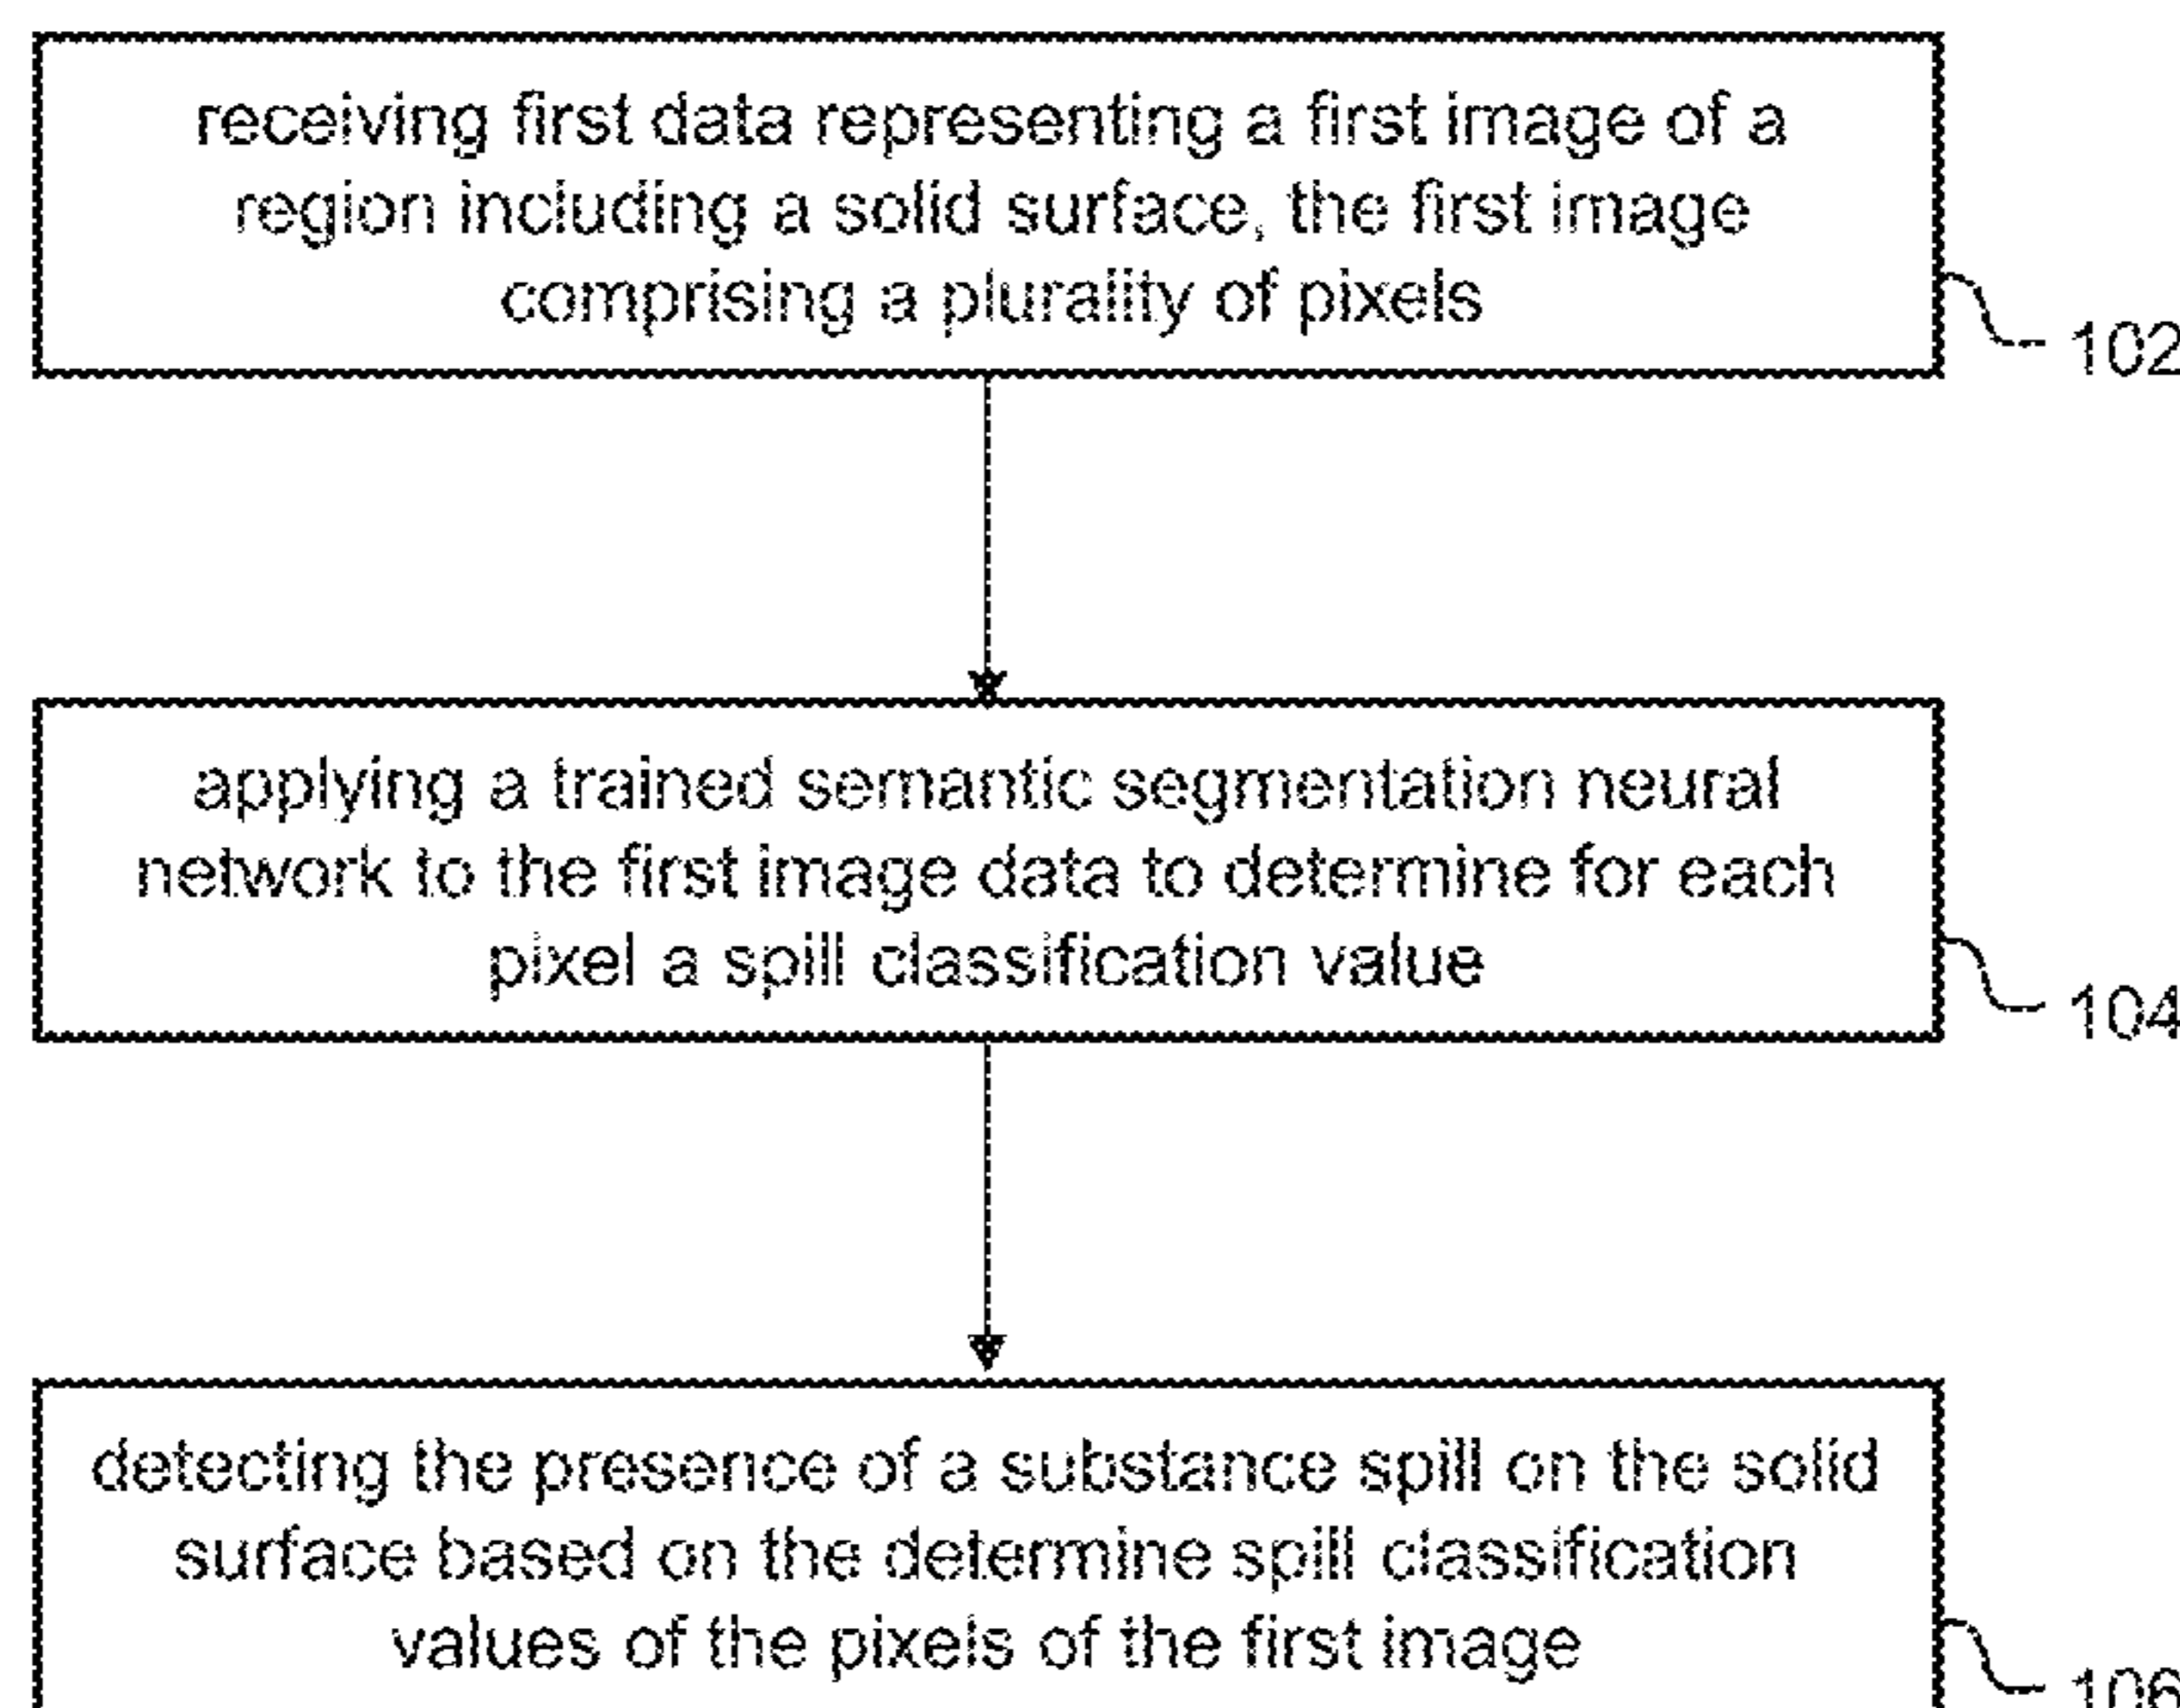 receiving first data representing a first image of a
region including a solid surface, the first image
comprising a plurality of pixels
102
applying a trained semantic segmentation neural
network to the first image data to determine for each
pixel a spill classification value
104
detecting the presence of a substance spill on the solid
surface based on the determine spill classification
values of the pixels of the first image
106